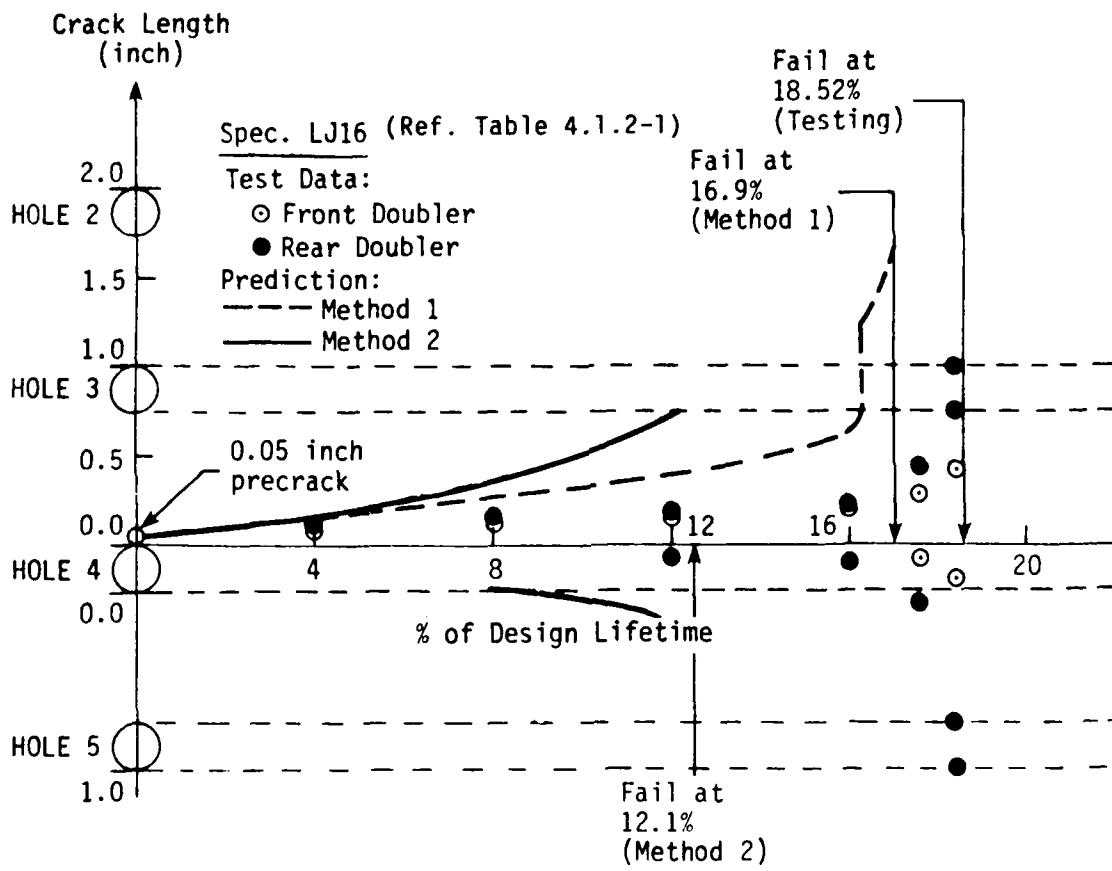 Crack Length
(inch)
Fail at
18.52%
(Testing)
Spec. LJ16 (Ref. Table 4.1.2-1)
Fail at
16.9%
(Method 1)
Test Data:
Front Doubler
Rear Doubler
Prediction:
Method 1
Method 2
2.0
HOLE 2
1.5
1.0
HOLE 3
0.5
0.05 inch
precrack
0.0
12
16
4
8
20
HOLE 4
0.0
% of Design Lifetime
HOLE 5
1.0
Fail at
12.1%
(Method 2)